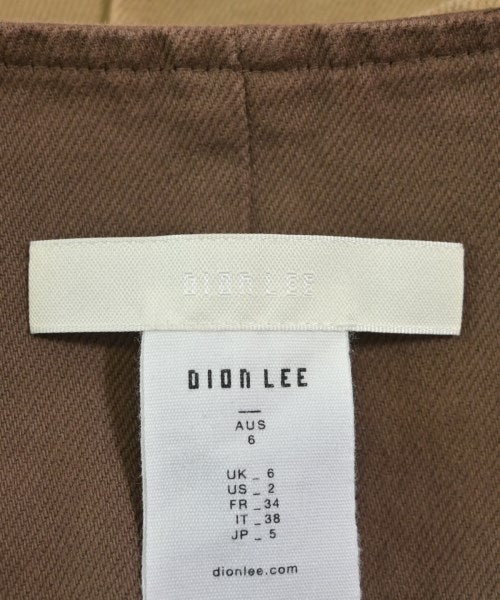 DION LEE
DION LEE
AUS
6
UK _ 6
US _ 2
FR _ 34
IT _ 38
JP _ 5
dionlee.com